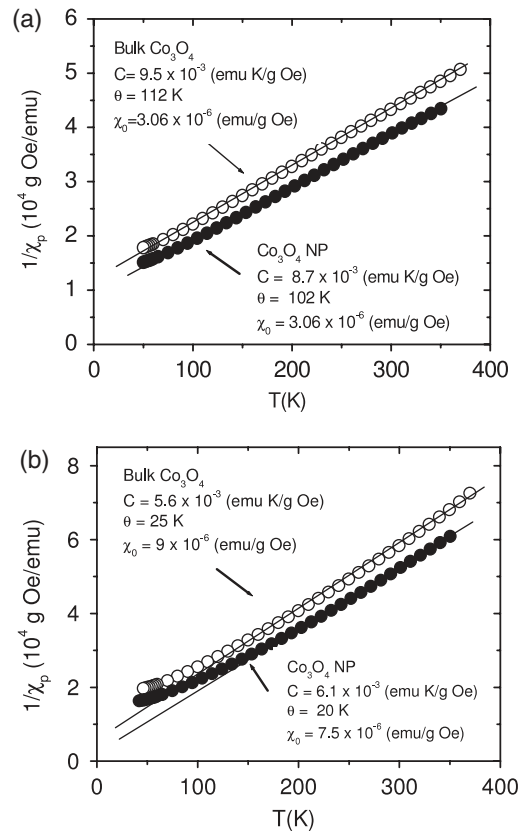 (a)
6
5
4
3
2
1
0
1/χₚ (10⁴ g Oe/emu)
Bulk Co₃O₄
C= 9.5 x 10⁻³ (emu K/g Oe)
θ = 112 K
χ₀=3.06 x 10⁻⁶ (emu/g Oe)
Co₃O₄ NP
C = 8.7 x 10⁻³ (emu K/g Oe)
θ = 102 K
χ₀ = 3.06 x 10⁻⁶ (emu/g Oe)
0 100 200 300 400
T(K)
(b)
8
6
4
2
0
1/χₚ (10⁴ g Oe/emu)
Bulk Co₃O₄
C = 5.6 x 10⁻³ (emu K/g Oe)
θ = 25 K
χ₀ = 9 x 10⁻⁶ (emu/g Oe)
Co₃O₄ NP
C = 6.1 x 10⁻³ (emu K/g Oe)
θ = 20 K
χ₀ = 7.5 x 10⁻⁶ (emu/g Oe)
0 100 200 300 400
T(K)